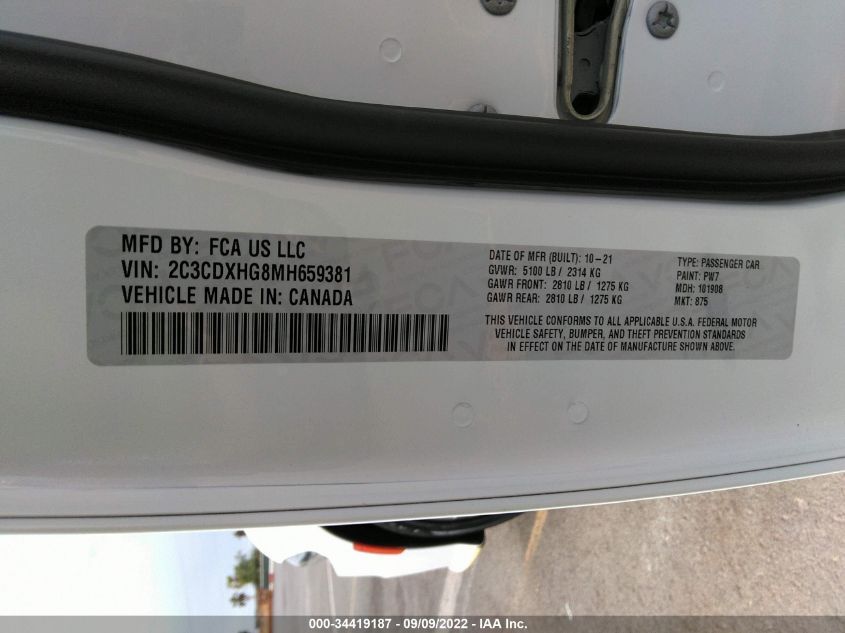 MFD BY: FCA US LLC
VIN: 2C3CDXHG8MH659381
VEHICLE MADE IN: CANADA
DATE OF MFR (BUILT): 10-21
GVWR: 5100 LB / 2314 KG
GAWR FRONT: 2810 LB / 1275 KG
GAWR REAR: 2810 LB / 1275 KG
TYPE: PASSENGER CAR
PAINT: PW7
MDH: 101908
MKT: 875
THIS VEHICLE CONFORMS TO ALL APPLICABLE U.S.A. FEDERAL MOTOR
VEHICLE SAFETY, BUMPER, AND THEFT PREVENTION STANDARDS
IN EFFECT ON THE DATE OF MANUFACTURE SHOWN ABOVE.
000-34419187 - 09/09/2022 - IAA Inc.